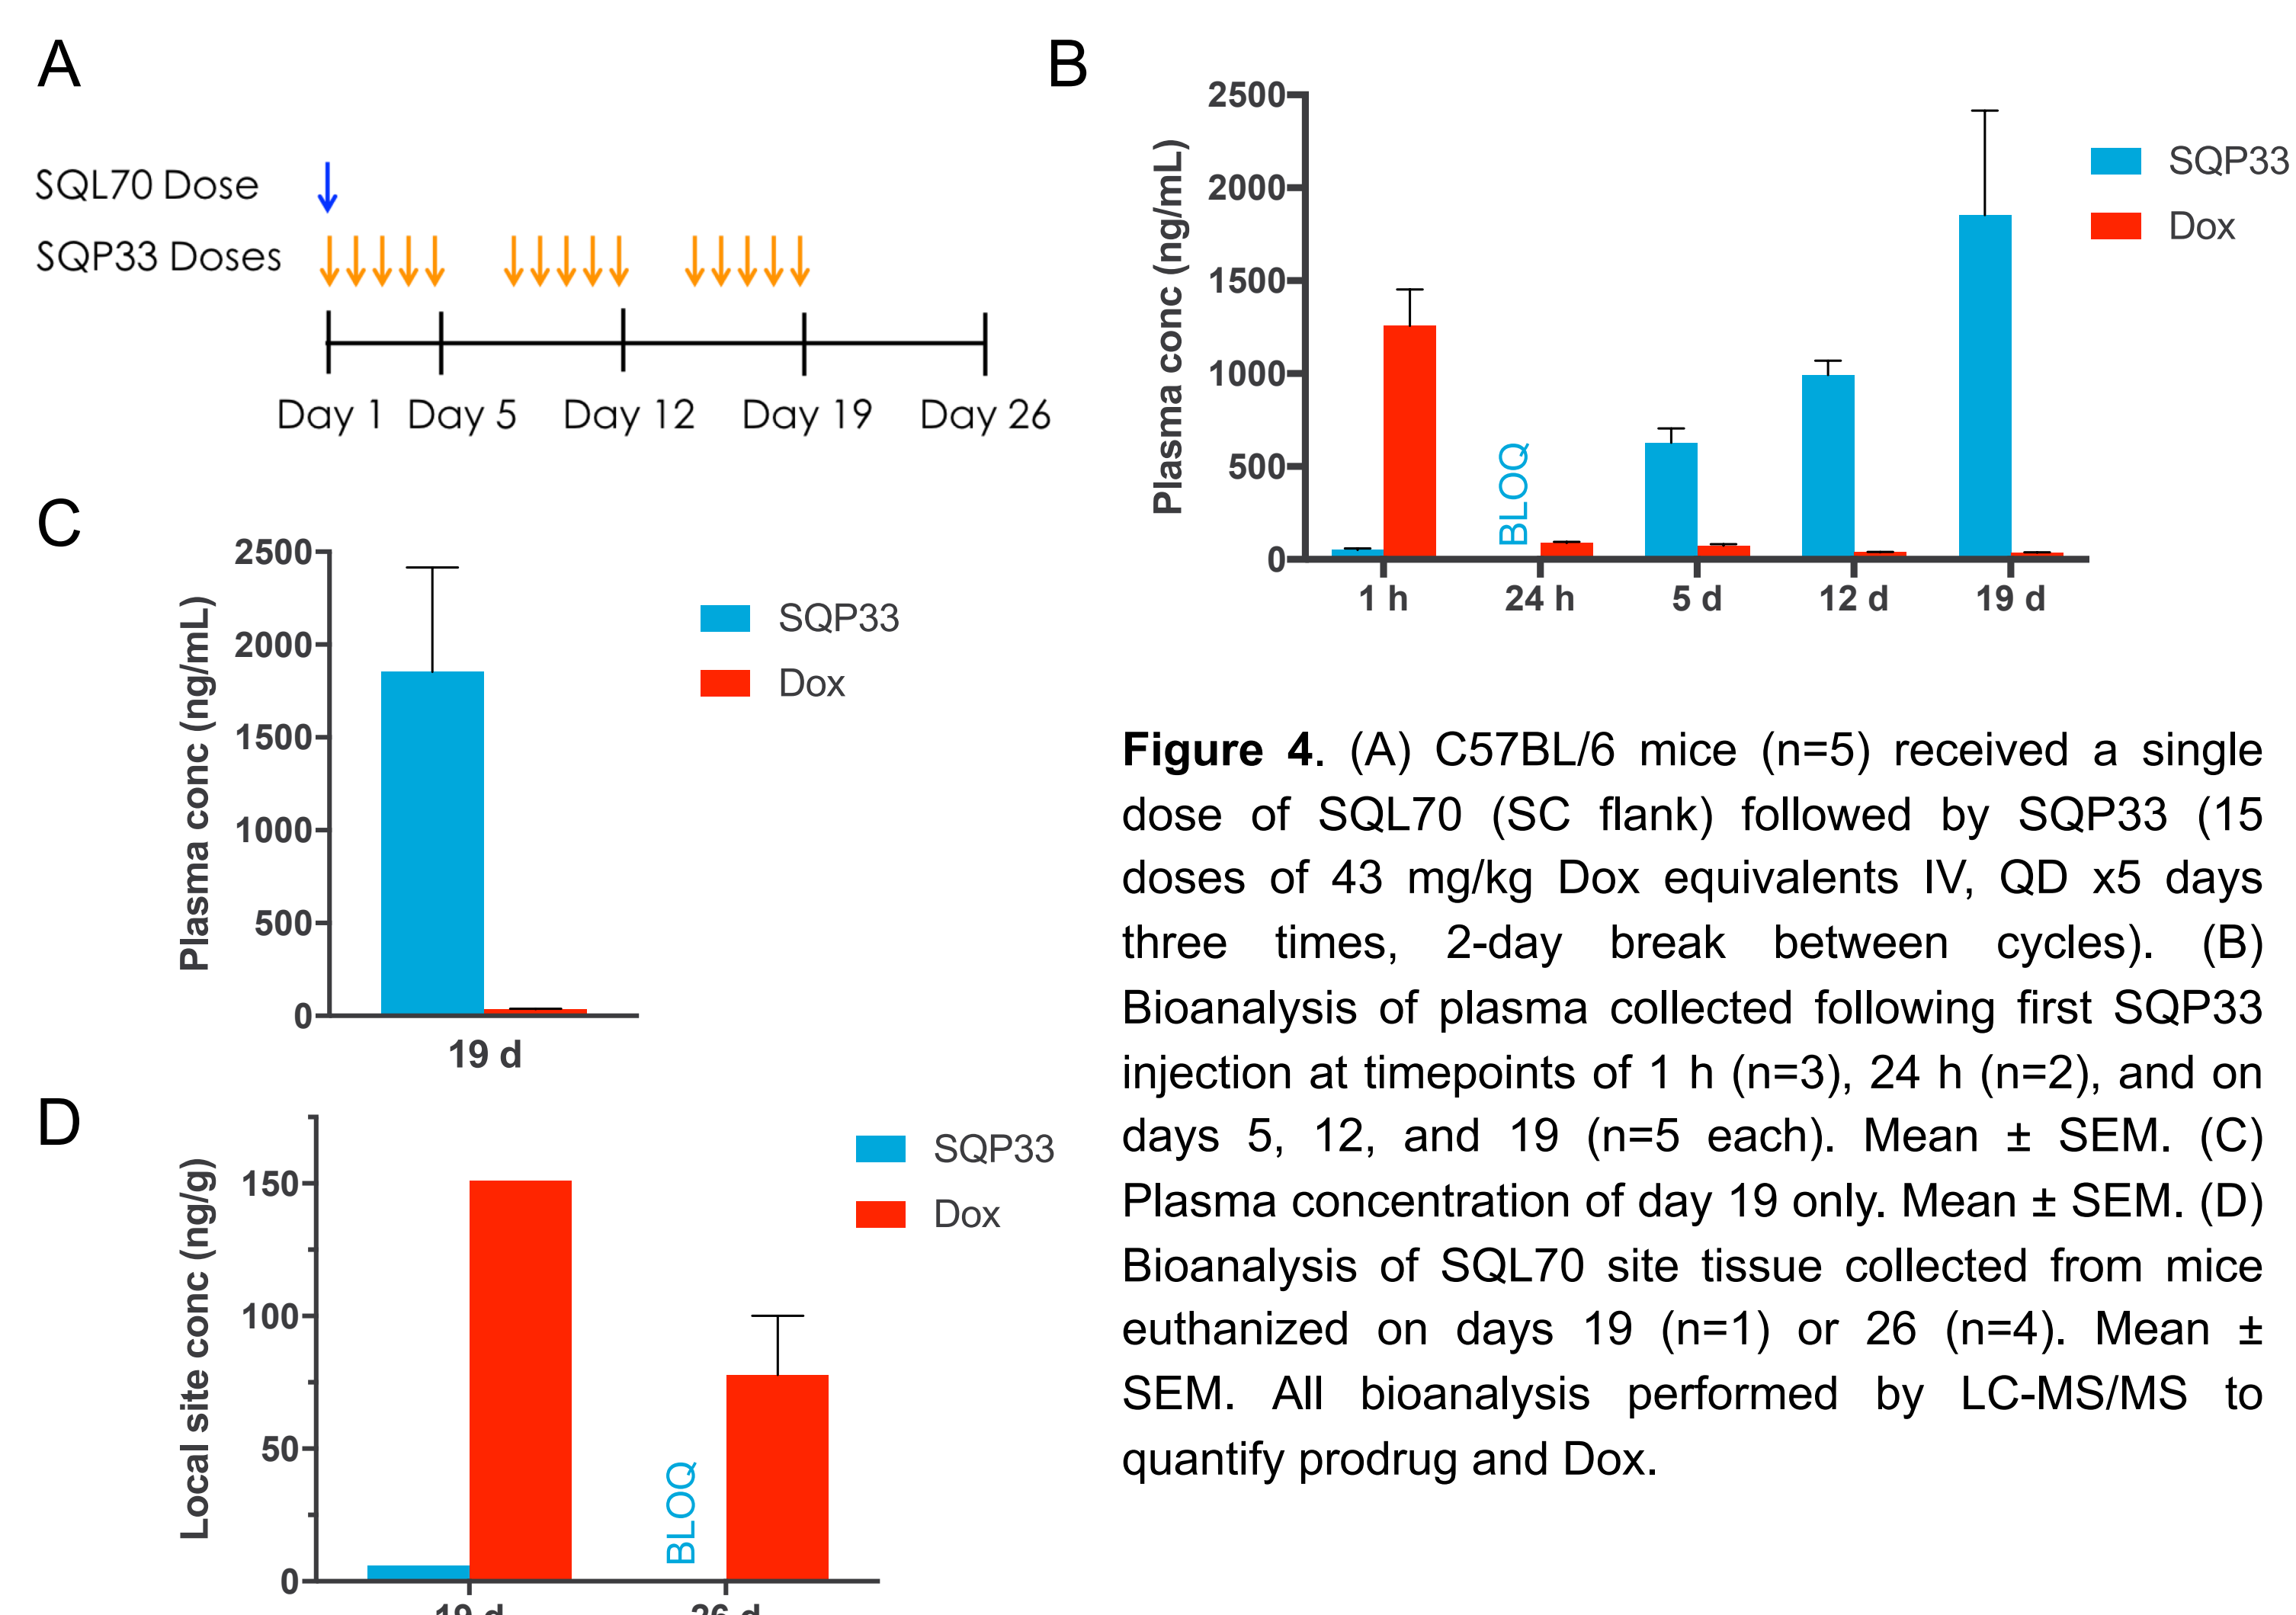 A
SQL70 Dose
SQP33 Doses
Day 1 Day 5 Day 12 Day 19 Day 26
B
Plasma conc (ng/mL)
2500
2000
1500
1000
500
0
BLOQ
1 h 24 h 5 d 12 d 19 d
SQP33
Dox
C
Plasma conc (ng/mL)
2500
2000
1500
1000
500
0
19 d
SQP33
Dox
D
Local site conc (ng/g)
150
100
50
0
BLOQ
19 d 26 d
SQP33
Dox
Figure 4. (A) C57BL/6 mice (n=5) received a single
dose of SQL70 (SC flank) followed by SQP33 (15
doses of 43 mg/kg Dox equivalents IV, QD x5 days
three times, 2-day break between cycles). (B)
Bioanalysis of plasma collected following first SQP33
injection at timepoints of 1 h (n=3), 24 h (n=2), and on
days 5, 12, and 19 (n=5 each). Mean ± SEM. (C)
Plasma concentration of day 19 only. Mean ± SEM. (D)
Bioanalysis of SQL70 site tissue collected from mice
euthanized on days 19 (n=1) or 26 (n=4). Mean ±
SEM. All bioanalysis performed by LC-MS/MS to
quantify prodrug and Dox.